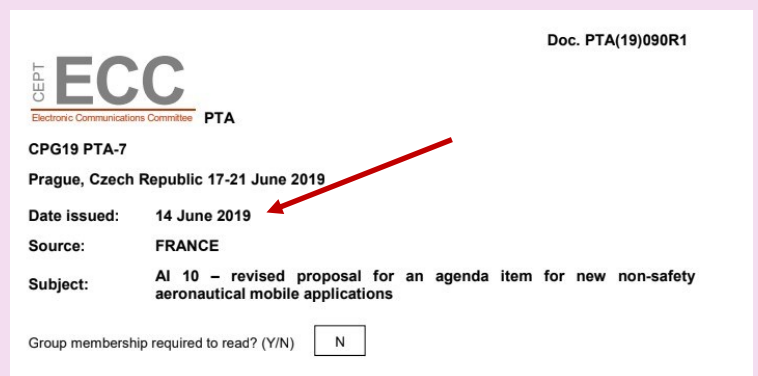 Doc. PTA(19)090R1
CEPT
ECC
Electronic Communications Committee PTA
CPG19 PTA-7
Prague, Czech Republic 17-21 June 2019
Date issued: 14 June 2019
Source: FRANCE
Subject: AI 10 – revised proposal for an agenda item for new non-safety
aeronautical mobile applications
Group membership required to read? (Y/N) N